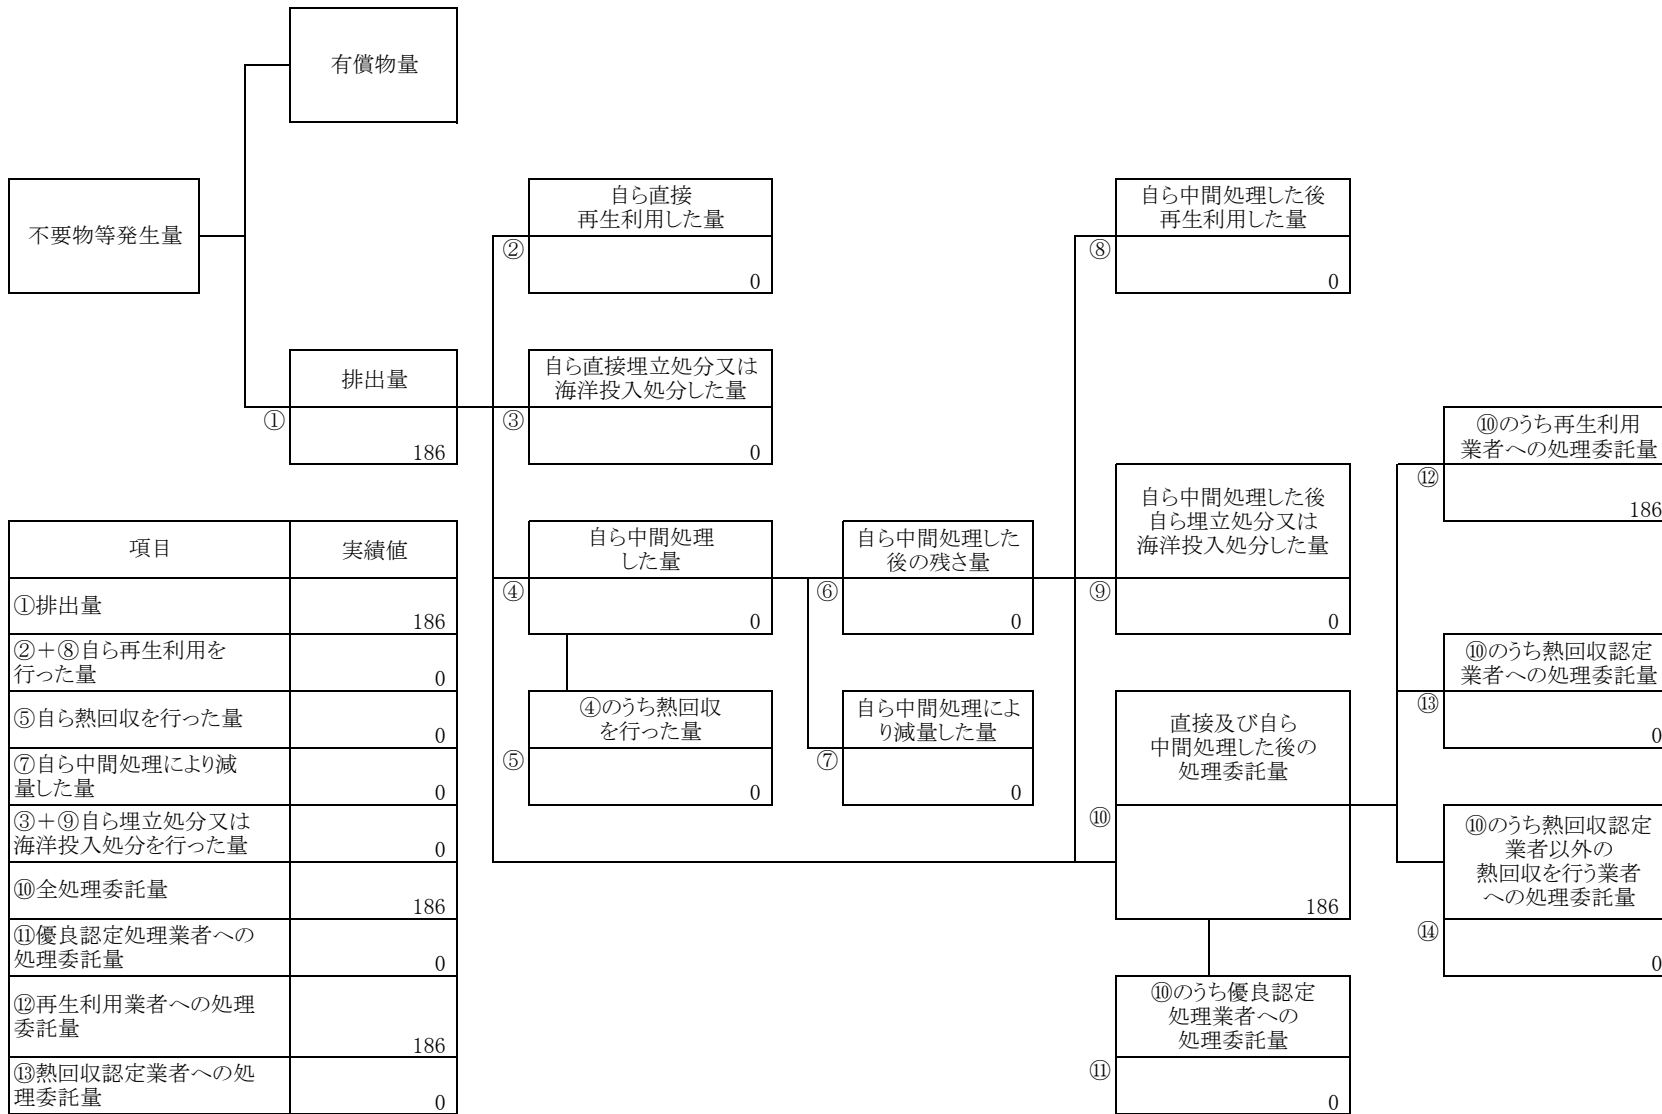 有償物量
不要物等発生量
自ら直接
再生利用した量
②
0
自ら中間処理した後
再生利用した量
⑧
0
排出量
①
186
自ら直接埋立処分又は
海洋投入処分した量
③
0
⑩のうち再生利用
業者への処理委託量
⑫
186
自ら中間処理
した量
④
0
自ら中間処理した
後の残さ量
⑥
0
自ら中間処理した後
自ら埋立処分又は
海洋投入処分した量
⑨
0
⑩のうち熱回収認定
業者への処理委託量
⑬
0
④のうち熱回収
を行った量
⑤
0
自ら中間処理によ
り減量した量
⑦
0
直接及び自ら
中間処理した後の
処理委託量
⑩
186
⑩のうち熱回収認定
業者以外の
熱回収を行う業者
への処理委託量
⑭
0
⑩のうち優良認定
処理業者への
処理委託量
⑪
0
項目 実績値
①排出量
186
②+⑧自ら再生利用を
行った量 0
⑤自ら熱回収を行った量
0
⑦自ら中間処理により減
量した量 0
③+⑨自ら埋立処分又は
海洋投入処分を行った量 0
⑩全処理委託量
186
⑪優良認定処理業者への
処理委託量 0
⑫再生利用業者への処理
委託量
186
⑬熱回収認定業者への処
理委託量 0